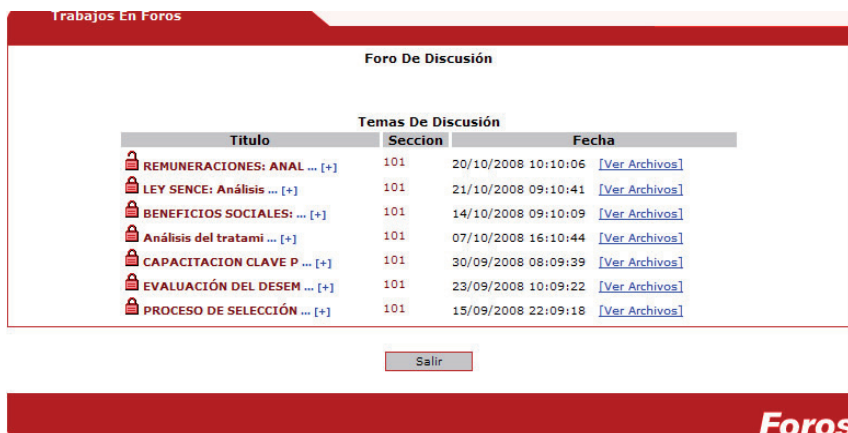 Trabajos En Foros
Foro De Discusión
Temas De Discusión
Titulo Seccion Fecha
REMUNERACIONES: ANAL ... [+] 101 20/10/2008 10:10:06 [Ver Archivos]
LEY SENCE: Análisis ... [+] 101 21/10/2008 09:10:41 [Ver Archivos]
BENEFICIOS SOCIALES: ... [+] 101 14/10/2008 09:10:09 [Ver Archivos]
Análisis del tratami ... [+] 101 07/10/2008 16:10:44 [Ver Archivos]
CAPACITACION CLAVE P ... [+] 101 30/09/2008 08:09:39 [Ver Archivos]
EVALUACIÓN DEL DESEM ... [+] 101 23/09/2008 10:09:22 [Ver Archivos]
PROCESO DE SELECCIÓN ... [+] 101 15/09/2008 22:09:18 [Ver Archivos]
Salir
Foros